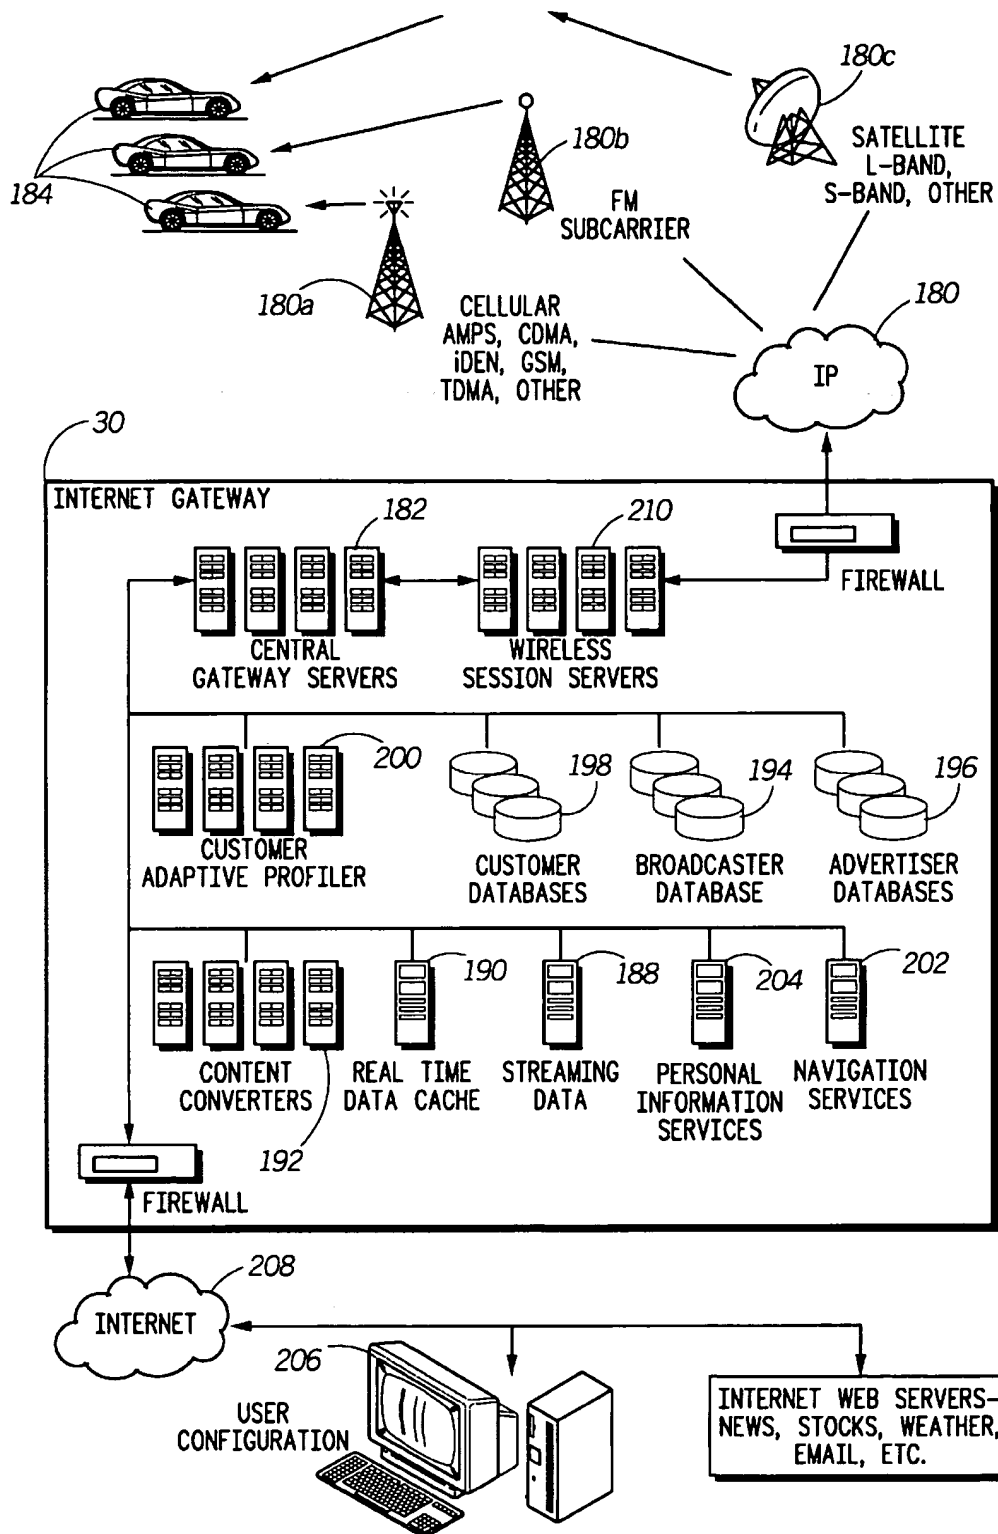 180c
SATELLITE
L-BAND,
S-BAND, OTHER
180b
FM
SUBCARRIER
184
180a
CELLULAR
AMPS, CDMA,
iDEN, GSM,
TDMA, OTHER
180
IP
30
INTERNET GATEWAY
182
210
FIREWALL
CENTRAL
GATEWAY SERVERS
WIRELESS
SESSION SERVERS
200
198
194
196
CUSTOMER
ADAPTIVE PROFILER
CUSTOMER
DATABASES
BROADCASTER
DATABASE
ADVERTISER
DATABASES
190
188
204
202
CONTENT
CONVERTERS
REAL TIME
DATA CACHE
STREAMING
DATA
PERSONAL
INFORMATION
SERVICES
NAVIGATION
SERVICES
192
FIREWALL
208
INTERNET
206
USER
CONFIGURATION
INTERNET WEB SERVERS-
NEWS, STOCKS, WEATHER,
EMAIL, ETC.